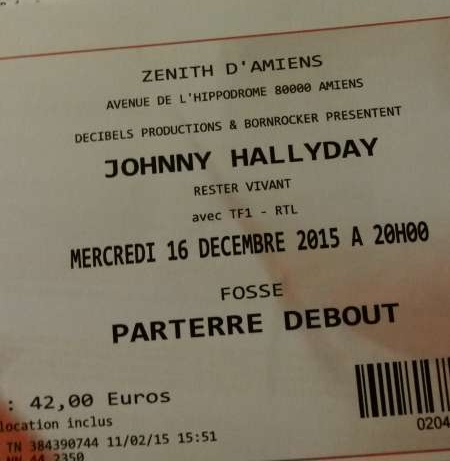 ZENITH D'AMIENS
AVENUE DE L'HIPPODROME 80000 AMIENS
DECIBELS PRODUCTIONS & BORNROCKER PRESENTENT
JOHNNY HALLYDAY
RESTER VIVANT
avec TF1 - RTL
MERCREDI 16 DECEMBRE 2015 A 20H00
FOSSE
PARTERRE DEBOUT
: 42,00 Euros
location inclus
TN 384390744 11/02/15 15:51
44 2350
0204